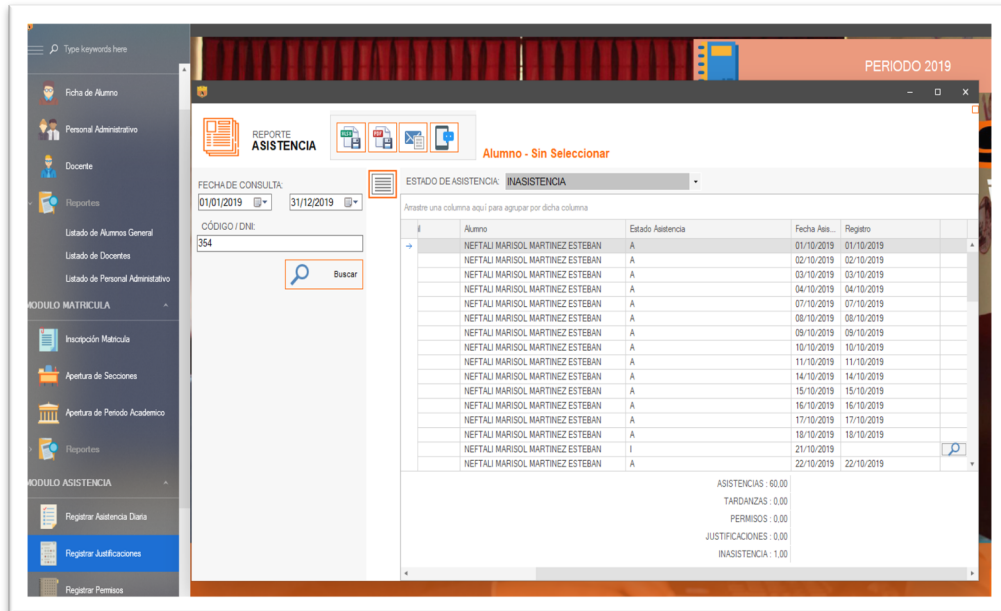 Type keywords here
PERIODO 2019
Ficha de Alumno
Personal Administrativo
Docente
Reportes
Listado de Alumnos General
Listado de Docentes
Listado de Personal Administativo
MODULO MATRICULA
Inscripción Matricula
Apertura de Secciones
Apertura de Periodo Academico
Reportes
MODULO ASISTENCIA
Registrar Asistencia Diaria
Registrar Justificaciones
Registrar Permisos
REPORTE
ASISTENCIA
Alumno - Sin Seleccionar
FECHA DE CONSULTA:
01/01/2019 31/12/2019
CÓDIGO / DNI:
354
Buscar
ESTADO DE ASISTENCIA: INASISTENCIA
Arrastre una columna aquí para agrupar por dicha columna
Alumno Estado Asistencia Fecha Asis... Registro
NEFTALI MARISOL MARTINEZ ESTEBAN A 01/10/2019 01/10/2019
NEFTALI MARISOL MARTINEZ ESTEBAN A 02/10/2019 02/10/2019
NEFTALI MARISOL MARTINEZ ESTEBAN A 03/10/2019 03/10/2019
NEFTALI MARISOL MARTINEZ ESTEBAN A 04/10/2019 04/10/2019
NEFTALI MARISOL MARTINEZ ESTEBAN A 07/10/2019 07/10/2019
NEFTALI MARISOL MARTINEZ ESTEBAN A 08/10/2019 08/10/2019
NEFTALI MARISOL MARTINEZ ESTEBAN A 09/10/2019 09/10/2019
NEFTALI MARISOL MARTINEZ ESTEBAN A 10/10/2019 10/10/2019
NEFTALI MARISOL MARTINEZ ESTEBAN A 11/10/2019 11/10/2019
NEFTALI MARISOL MARTINEZ ESTEBAN A 14/10/2019 14/10/2019
NEFTALI MARISOL MARTINEZ ESTEBAN A 15/10/2019 15/10/2019
NEFTALI MARISOL MARTINEZ ESTEBAN A 16/10/2019 16/10/2019
NEFTALI MARISOL MARTINEZ ESTEBAN A 17/10/2019 17/10/2019
NEFTALI MARISOL MARTINEZ ESTEBAN A 18/10/2019 18/10/2019
NEFTALI MARISOL MARTINEZ ESTEBAN I 21/10/2019
NEFTALI MARISOL MARTINEZ ESTEBAN A 22/10/2019 22/10/2019
ASISTENCIAS : 60,00
TARDANZAS : 0,00
PERMISOS : 0,00
JUSTIFICACIONES : 0,00
INASISTENCIA : 1,00